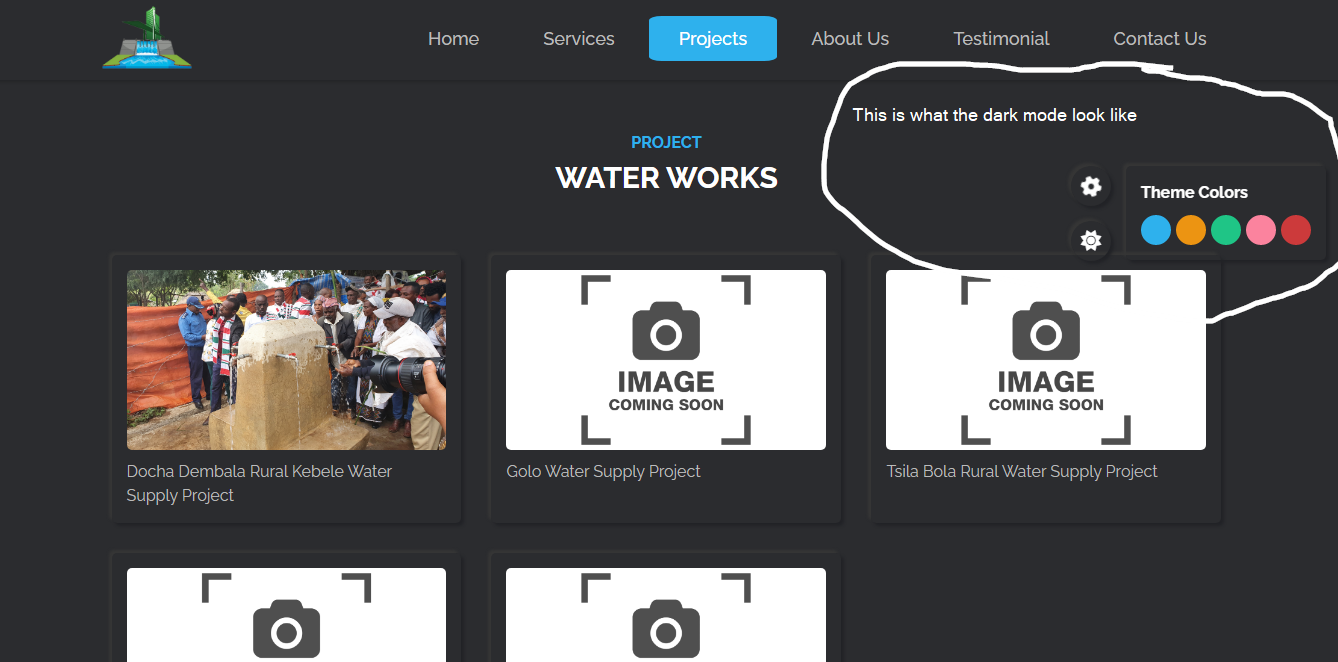 Home Services Projects About Us Testimonial Contact Us
This is what the dark mode look like
PROJECT
WATER WORKS
Theme Colors
IMAGE
COMING SOON
IMAGE
COMING SOON
Docha Dembala Rural Kebele Water
Supply Project
Golo Water Supply Project
Tsila Bola Rural Water Supply Project